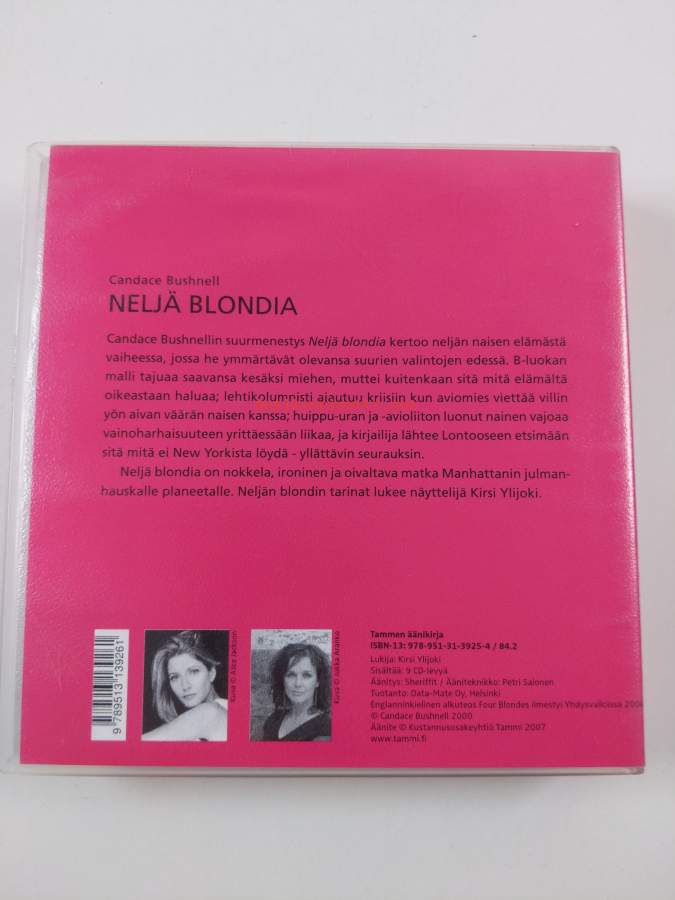 Candace Bushnell
NELJÄ BLONDIA
Candace Bushnellin suurmenestys Neljä blondia kertoo neljän naisen elämästä
vaiheessa, jossa he ymmärtävät olevansa suurien valintojen edessä. B-luokan
malli tajuaa saavansa kesäksi miehen, muttei kuitenkaan sitä mitä elämältä
oikeastaan haluaa; lehtikolumnisti ajautuu kriisiin kun aviomies viettää villin
yön aivan väärän naisen kanssa; huippu-uran ja -avioliiton luonut nainen vajoaa
vainoharhaisuuteen yrittäessään liikaa, ja kirjailija lähtee Lontooseen etsimään
sitä mitä ei New Yorkista löydä - yllättävin seurauksin.
Neljä blondia on nokkela, ironinen ja oivaltava matka Manhattanin julman-
hauskalle planeetalle. Neljän blondin tarinat lukee näyttelijä Kirsi Ylijoki.
9 789513 139261
Kuva © Alice Jackson
Kuva ©
Tammen äänikirja
ISBN-13: 978-951-31-3925-4 / 84.2
Lukija: Kirsi Ylijoki
Sisältää: 9 CD-levyä
Äänitys: Sheriffit / Ääniteknikko: Petri Salonen
Tuotanto: Data-Mate Oy, Helsinki
Englanninkielinen alkuteos Four Blondes ilmestyi Yhdysvalloissa
© Candace Bushnell 2000
Äänite © Kustannusosakeyhtiö Tammi 2007
www.tammi.fi